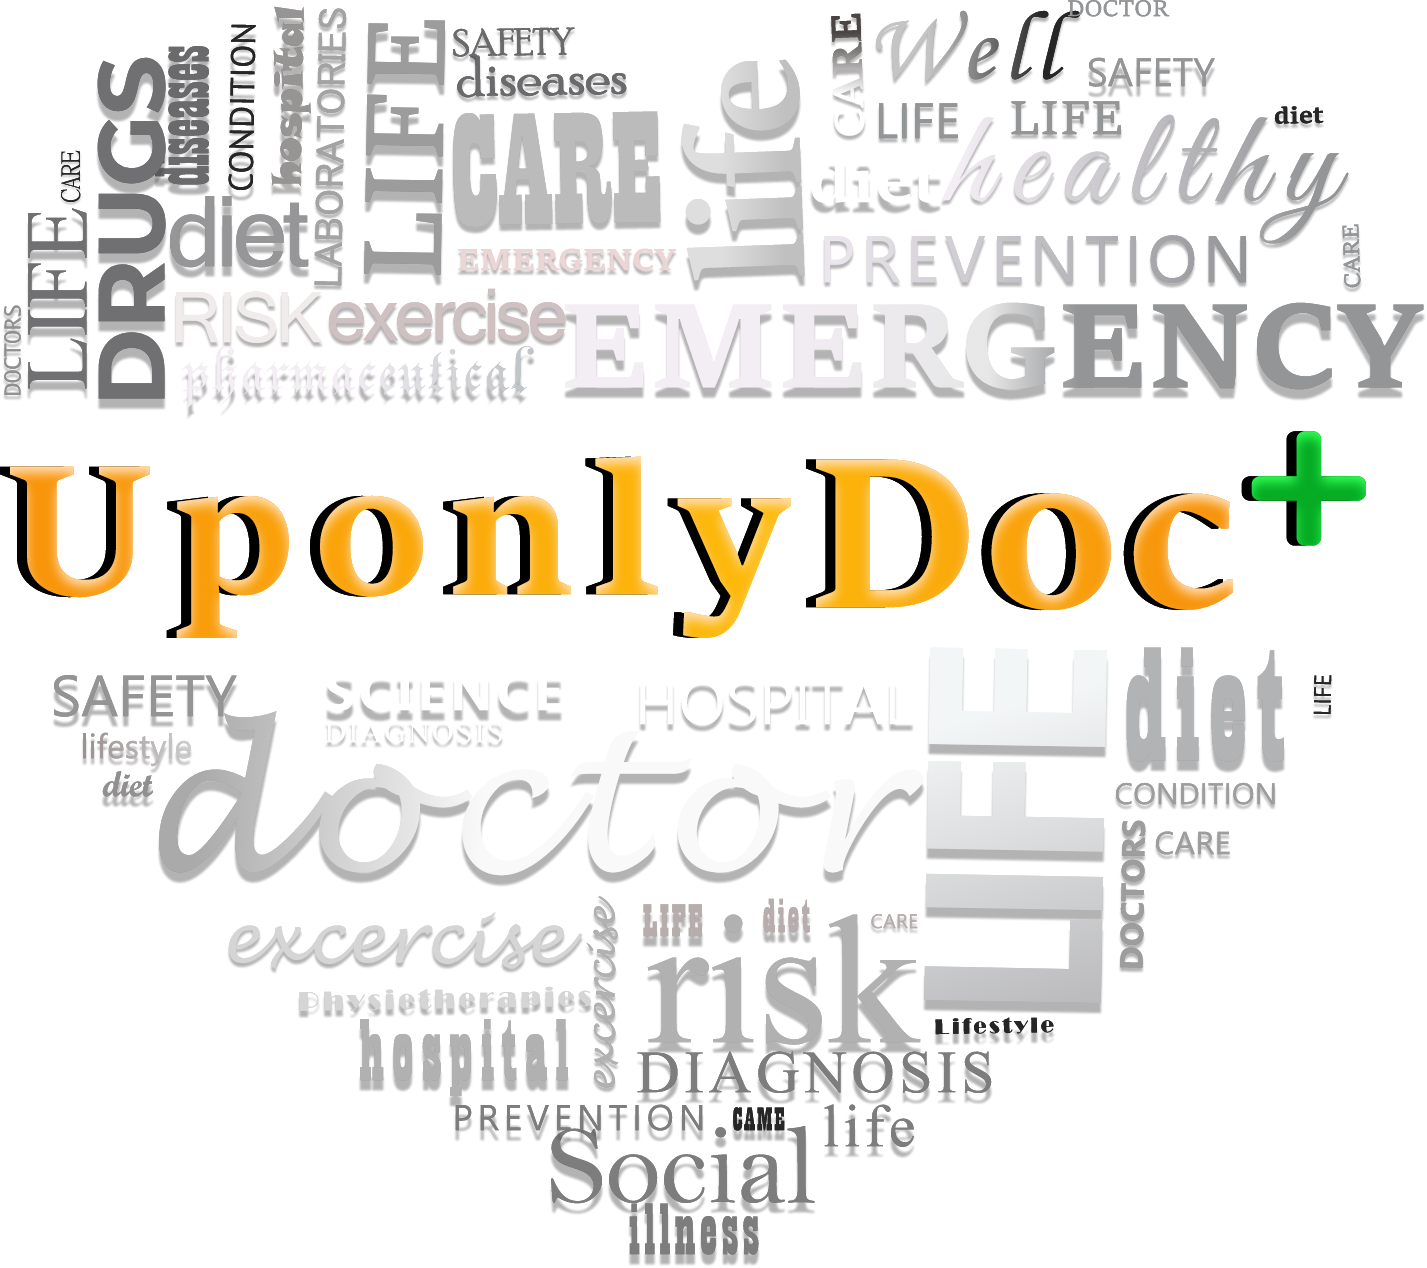 DOCTORS
LIFE
CARE
DRUGS
diseases
CONDITION
hospital
LABORATORIES
diet
RISK
exercise
pharmaceutical
LIFE
SAFETY
diseases
CARE
EMERGENCY
life
CARE
Well
DOCTOR
SAFETY
LIFE
LIFE
diet
diet
healthy
PREVENTION
CARE
EMERGENCY
UponlyDoc+
SAFETY
lifestyle
diet
SCIENCE
DIAGNOSIS
HOSPITAL
doctor
LIFE
diet
LIFE
CONDITION
CARE
DOCTORS
excercise
excercise
LIFE
diet
CARE
risk
Physietherapies
hospital
Lifestyle
DIAGNOSIS
PREVENTION
CAME
life
Social
illness